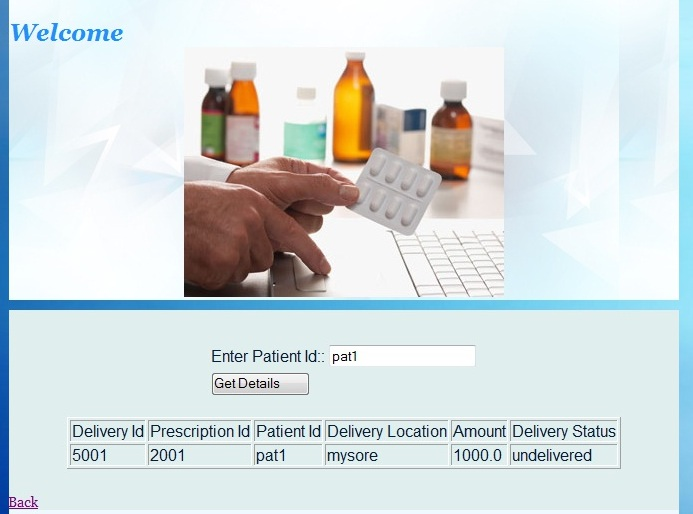 Welcome
Enter Patient Id:: pat1
Get Details
Delivery Id Prescription Id Patient Id Delivery Location Amount Delivery Status
5001 2001 pat1 mysore 1000.0 undelivered
Back